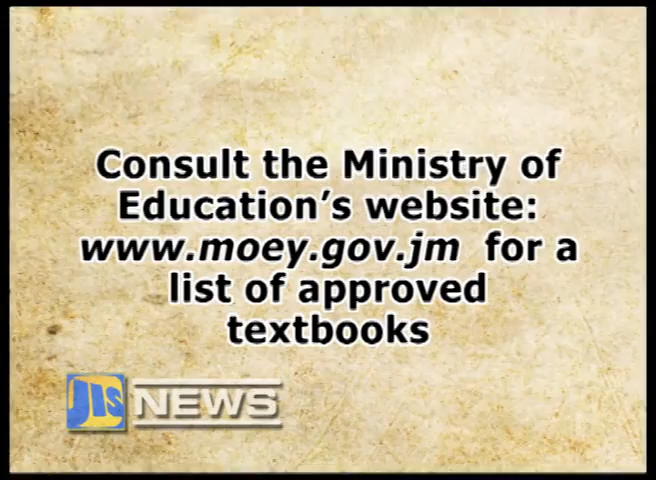 Consult the Ministry of
Education's website:
www.moey.gov.jm for a
list of approved
textbooks
JIS NEWS